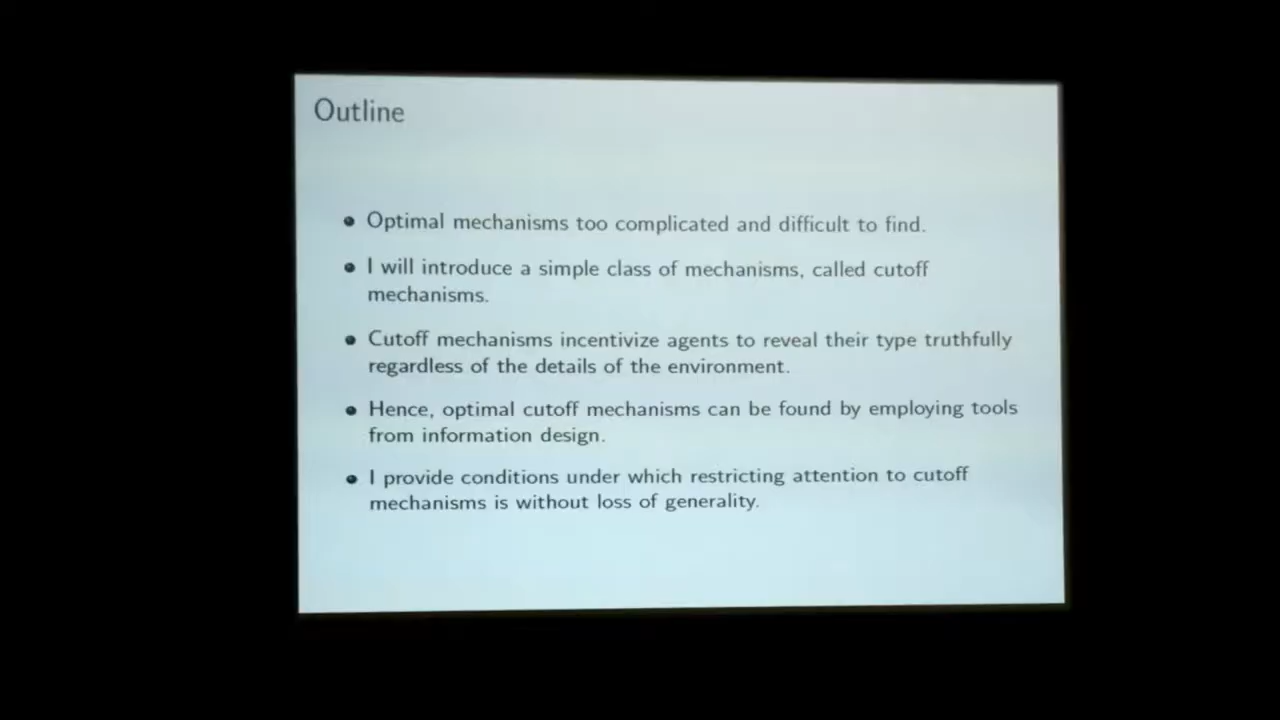 Outline
• Optimal mechanisms too complicated and difficult to find.
• I will introduce a simple class of mechanisms, called cutoff
mechanisms.
• Cutoff mechanisms incentivize agents to reveal their type truthfully
regardless of the details of the environment.
• Hence, optimal cutoff mechanisms can be found by employing tools
from information design.
• I provide conditions under which restricting attention to cutoff
mechanisms is without loss of generality.